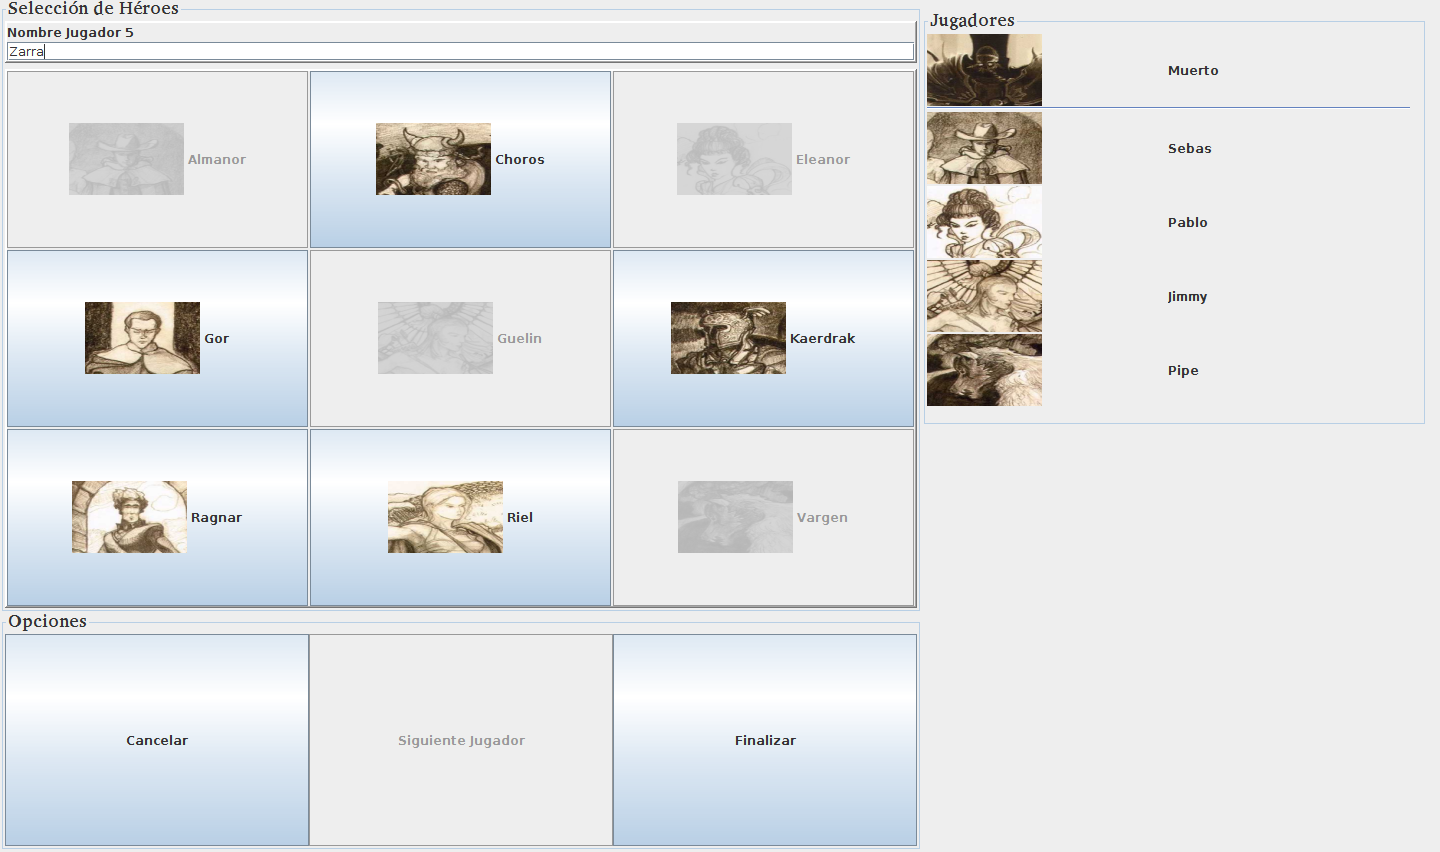 Selección de Héroes
Nombre Jugador 5
Zarra
Almanor
Choros
Eleanor
Gor
Guelin
Kaerdrak
Ragnar
Riel
Vargen
Opciones
Cancelar
Siguiente Jugador
Finalizar
Jugadores
Muerto
Sebas
Pablo
Jimmy
Pipe